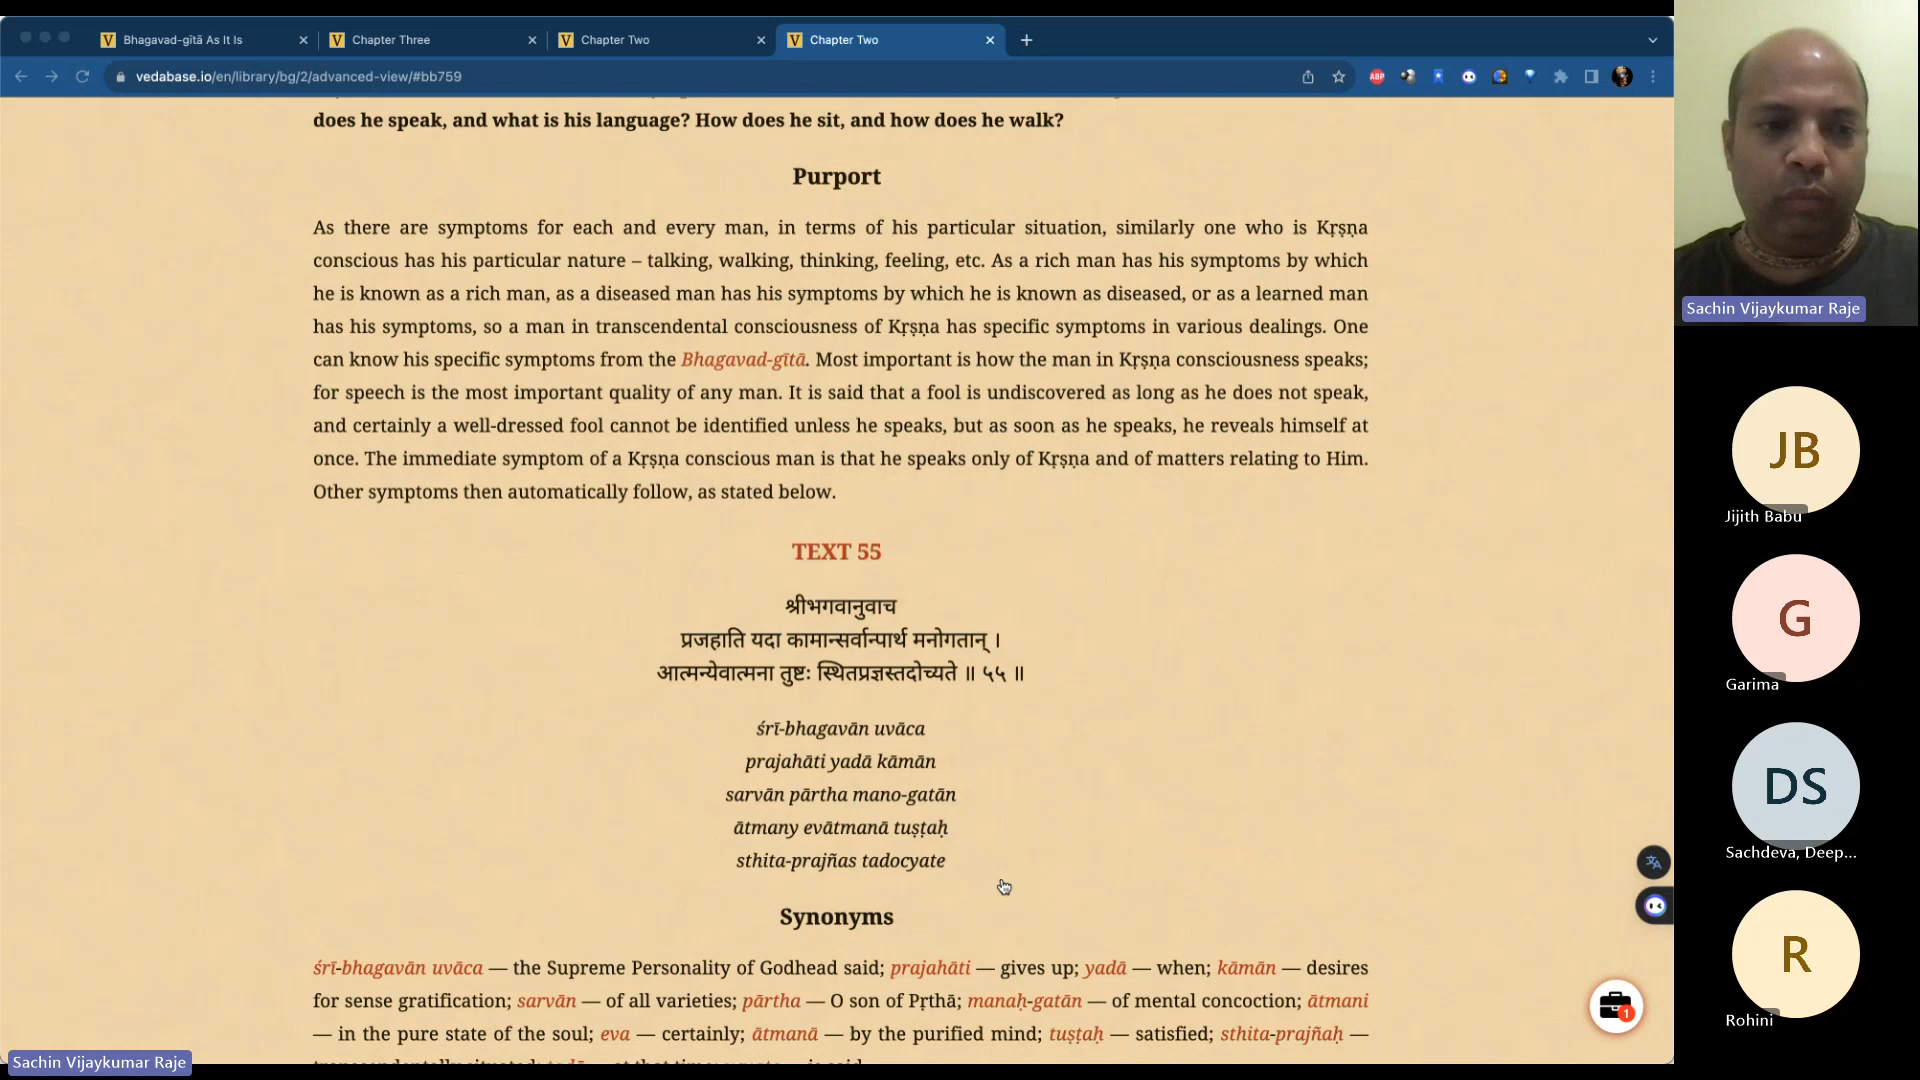 Bhagavad-gītā As It Is
Chapter Three
Chapter Two
Chapter Two
vedabase.io/en/library/bg/2/advanced-view/#bb759
ABP
does he speak, and what is his language? How does he sit, and how does he walk?
Purport
As there are symptoms for each and every man, in terms of his particular situation, similarly one who is Kṛṣṇa
conscious has his particular nature – talking, walking, thinking, feeling, etc. As a rich man has his symptoms by which
he is known as a rich man, as a diseased man has his symptoms by which he is known as diseased, or as a learned man
has his symptoms, so a man in transcendental consciousness of Kṛṣṇa has specific symptoms in various dealings. One
can know his specific symptoms from the Bhagavad-gītā. Most important is how the man in Kṛṣṇa consciousness speaks;
for speech is the most important quality of any man. It is said that a fool is undiscovered as long as he does not speak,
and certainly a well-dressed fool cannot be identified unless he speaks, but as soon as he speaks, he reveals himself at
once. The immediate symptom of a Kṛṣṇa conscious man is that he speaks only of Kṛṣṇa and of matters relating to Him.
Other symptoms then automatically follow, as stated below.
TEXT 55
श्रीभगवानुवाच
प्रजहाति यदा कामान्सर्वान्पार्थ मनोगतान् ।
आत्मन्येवात्मना तुष्टः स्थितप्रज्ञस्तदोच्यते ॥ ५५ ॥
śrī-bhagavān uvāca
prajahāti yadā kāmān
sarvān pārtha mano-gatān
ātmany evātmanā tuṣṭaḥ
sthita-prajñas tadocyate
Synonyms
śrī-bhagavān uvāca — the Supreme Personality of Godhead said; prajahāti — gives up; yadā — when; kāmān — desires
for sense gratification; sarvān — of all varieties; pārtha — O son of Pṛthā; manaḥ-gatān — of mental concoction; ātmani
— in the pure state of the soul; eva — certainly; ātmanā — by the purified mind; tuṣṭaḥ — satisfied; sthita-prajñaḥ —
1
Sachin Vijaykumar Raje
Sachin Vijaykumar Raje
JB
Jijith Babu
G
Garima
DS
Sachdeva, Deep...
R
Rohini